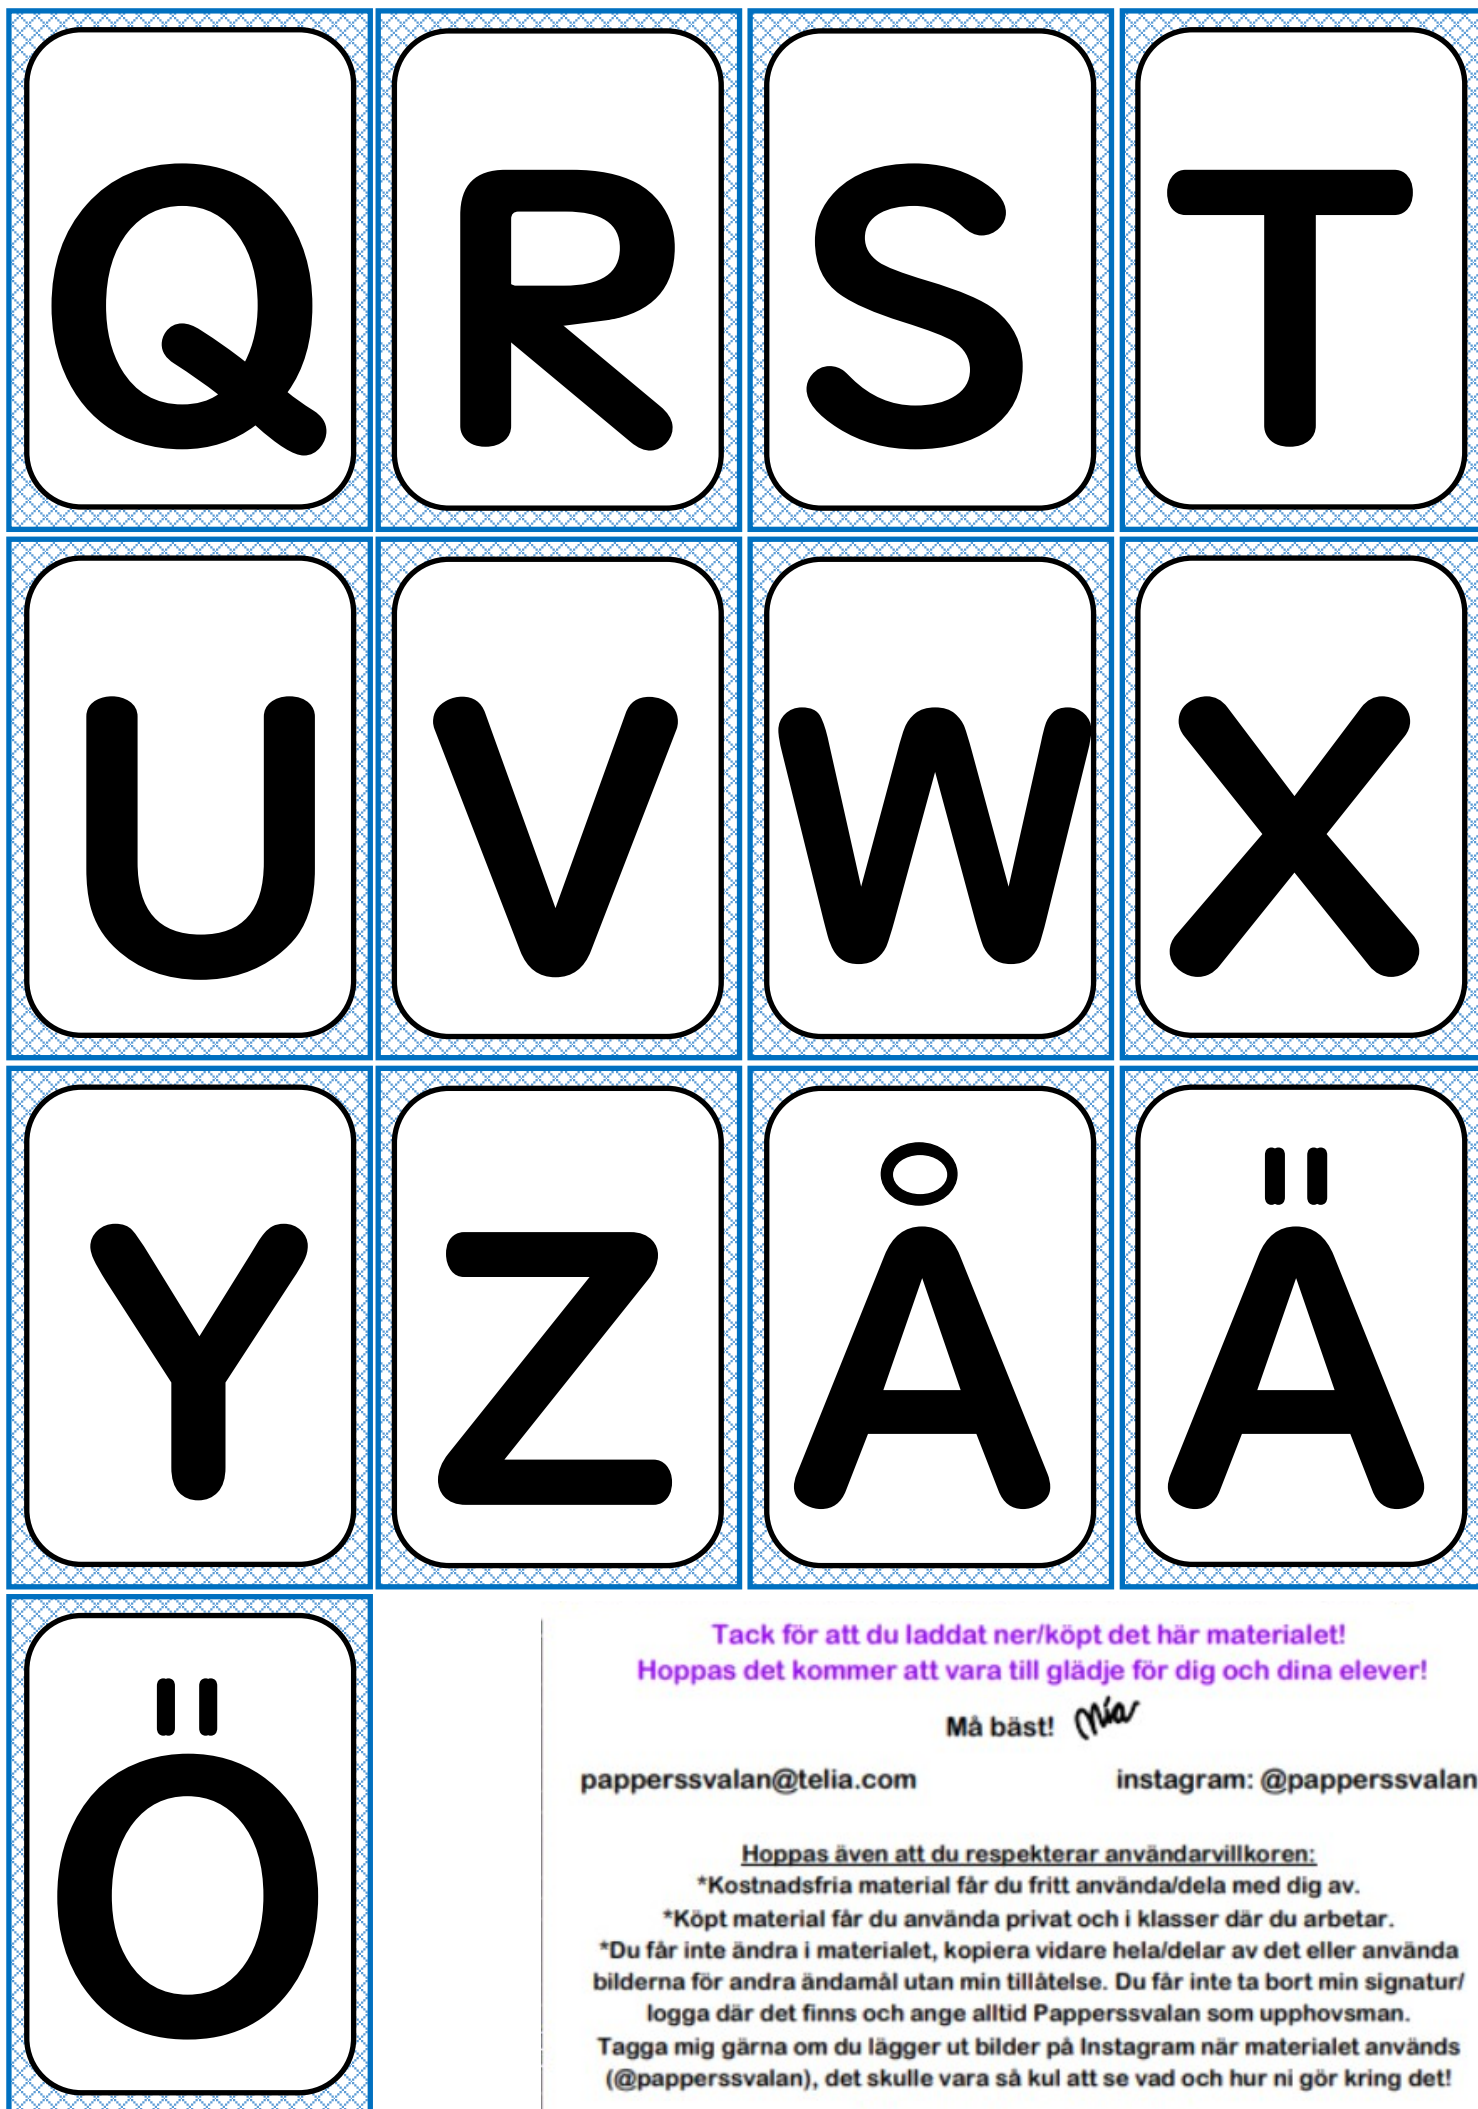 Q R S T
U V W X
Y Z Å Ä
Ö
Tack för att du laddat ner/köpt det här materialet!
Hoppas det kommer att vara till glädje för dig och dina elever!
Må bäst! Mia
papperssvalan@telia.com instagram: @papperssvalan
Hoppas även att du respekterar användarvillkoren:
*Kostnadsfria material får du fritt använda/dela med dig av.
*Köpt material får du använda privat och i klasser där du arbetar.
*Du får inte ändra i materialet, kopiera vidare hela/delar av det eller använda
bilderna för andra ändamål utan min tillåtelse. Du får inte ta bort min signatur/
logga där det finns och ange alltid Papperssvalan som upphovsman.
Tagga mig gärna om du lägger ut bilder på Instagram när materialet används
(@papperssvalan), det skulle vara så kul att se vad och hur ni gör kring det!